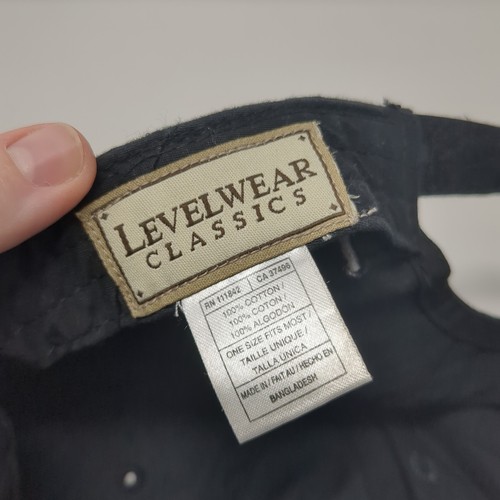 LEVELWEAR
CLASSICS
RN 111842 CA 37496
100% COTTON /
100% COTON /
100% ALGODON
ONE SIZE FITS MOST /
TAILLE UNIQUE /
TALLA UNICA
MADE IN / FAIT AU / HECHO EN
BANGLADESH